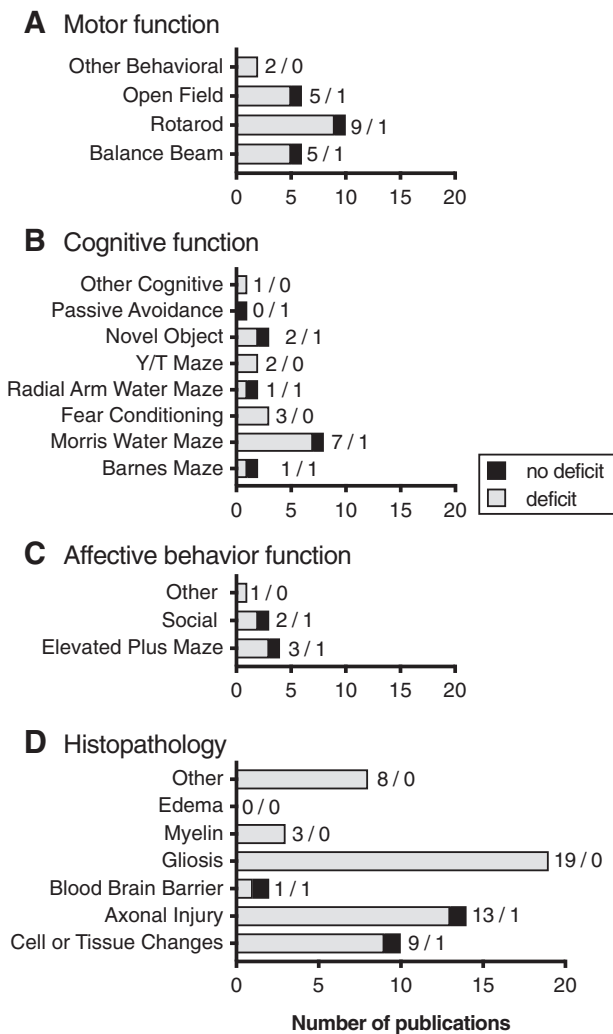 A Motor function
Other Behavioral 2 / 0
Open Field 5 / 1
Rotarod 9 / 1
Balance Beam 5 / 1
0 5 10 15 20
B Cognitive function
Other Cognitive 1 / 0
Passive Avoidance 0 / 1
Novel Object 2 / 1
Y/T Maze 2 / 0
Radial Arm Water Maze 1 / 1
Fear Conditioning 3 / 0
Morris Water Maze 7 / 1
Barnes Maze 1 / 1
0 5 10 15 20
no deficit
deficit
C Affective behavior function
Other 1 / 0
Social 2 / 1
Elevated Plus Maze 3 / 1
0 5 10 15 20
D Histopathology
Other 8 / 0
Edema 0 / 0
Myelin 3 / 0
Gliosis 19 / 0
Blood Brain Barrier 1 / 1
Axonal Injury 13 / 1
Cell or Tissue Changes 9 / 1
0 5 10 15 20
Number of publications